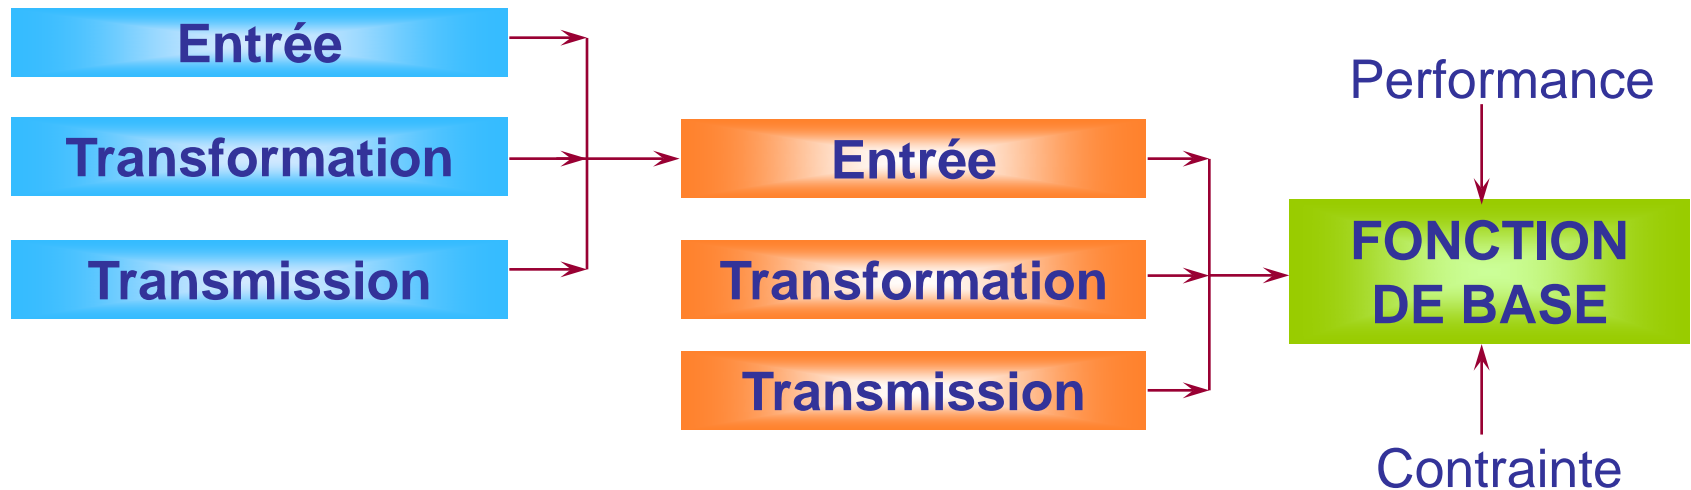 Entrée
Transformation
Transmission
Entrée
Transformation
Transmission
Performance
FONCTION
DE BASE
Contrainte